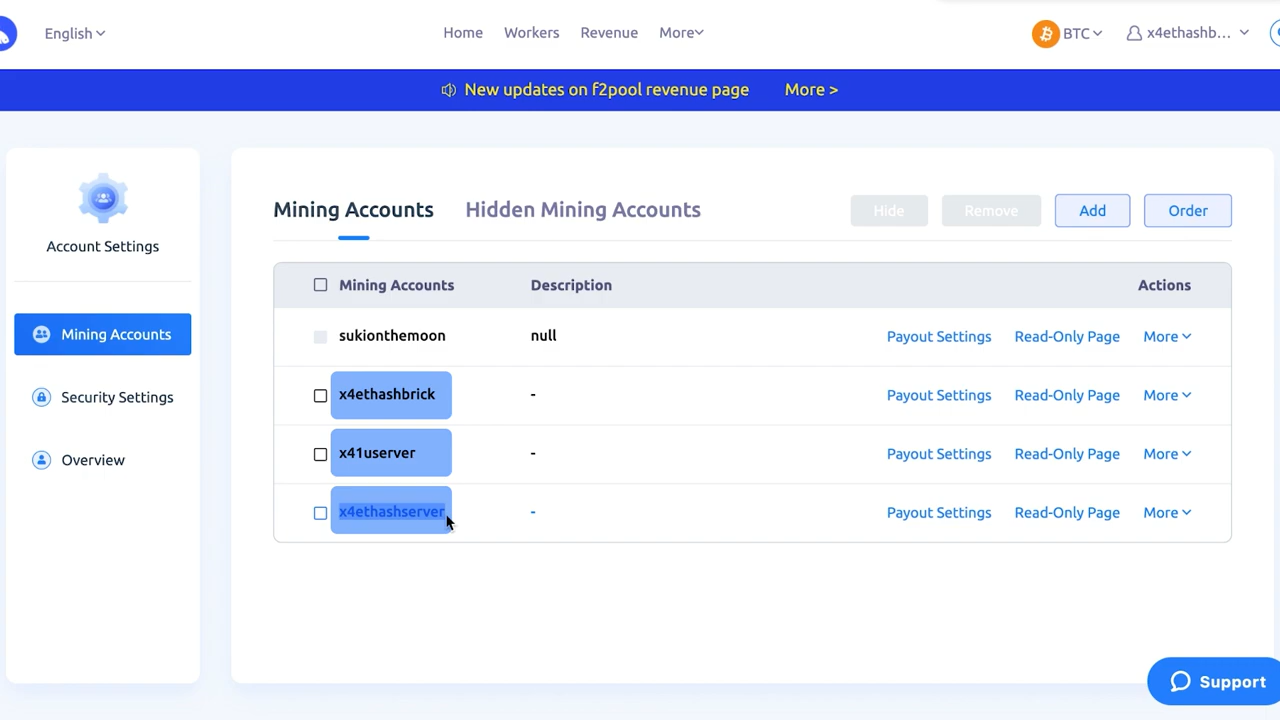 English Home Workers Revenue More BTC x4ethashb...
New updates on f2pool revenue page More >
Account Settings
Mining Accounts
Security Settings
Overview
Mining Accounts Hidden Mining Accounts Hide Remove Add Order
Mining Accounts Description Actions
sukionthemoon null Payout Settings Read-Only Page More
x4ethashbrick - Payout Settings Read-Only Page More
x41userver - Payout Settings Read-Only Page More
x4ethashserver - Payout Settings Read-Only Page More
Support